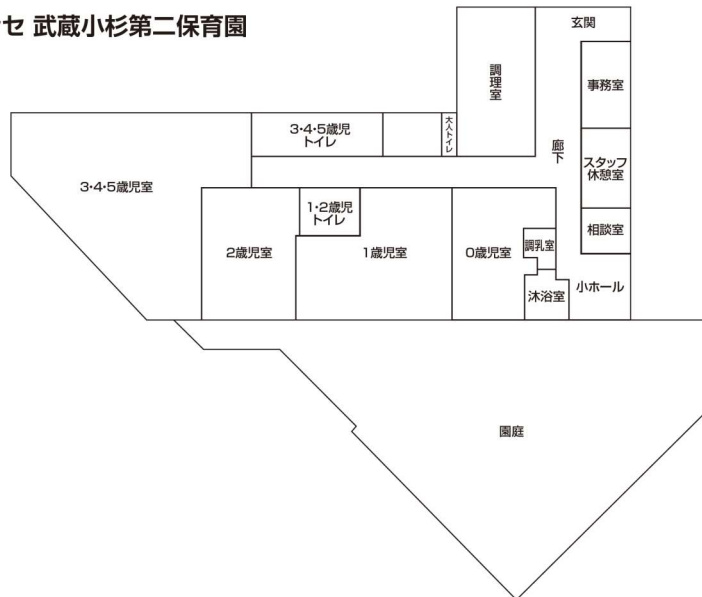 セ 武蔵小杉第二保育園
玄関
調理室
事務室
大人トイレ
3・4・5歳児
トイレ
廊下
スタッフ
休憩室
3・4・5歳児室
1・2歳児
トイレ
相談室
2歳児室
1歳児室
0歳児室
調乳室
沐浴室
小ホール
園庭